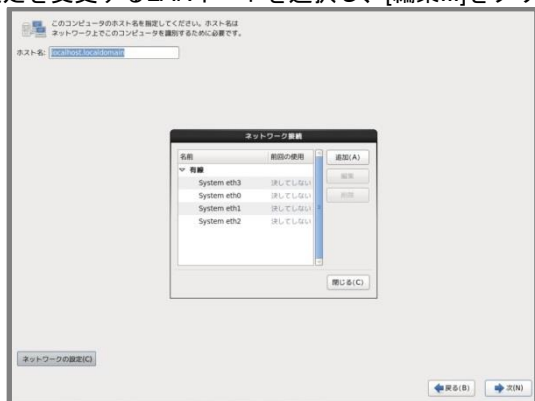 このコンピュータのホスト名を指定してください。ホスト名は
ネットワーク上でこのコンピュータを識別するために必要です。
ホスト名: localhost.localdomain
ネットワーク接続
名前 前回の使用 追加(A)
有線 編集
System eth3 決してしない 削除
System eth0 決してしない
System eth1 決してしない
System eth2 決してしない
閉じる(C)
ネットワークの設定(C)
戻る(B) 次(N)